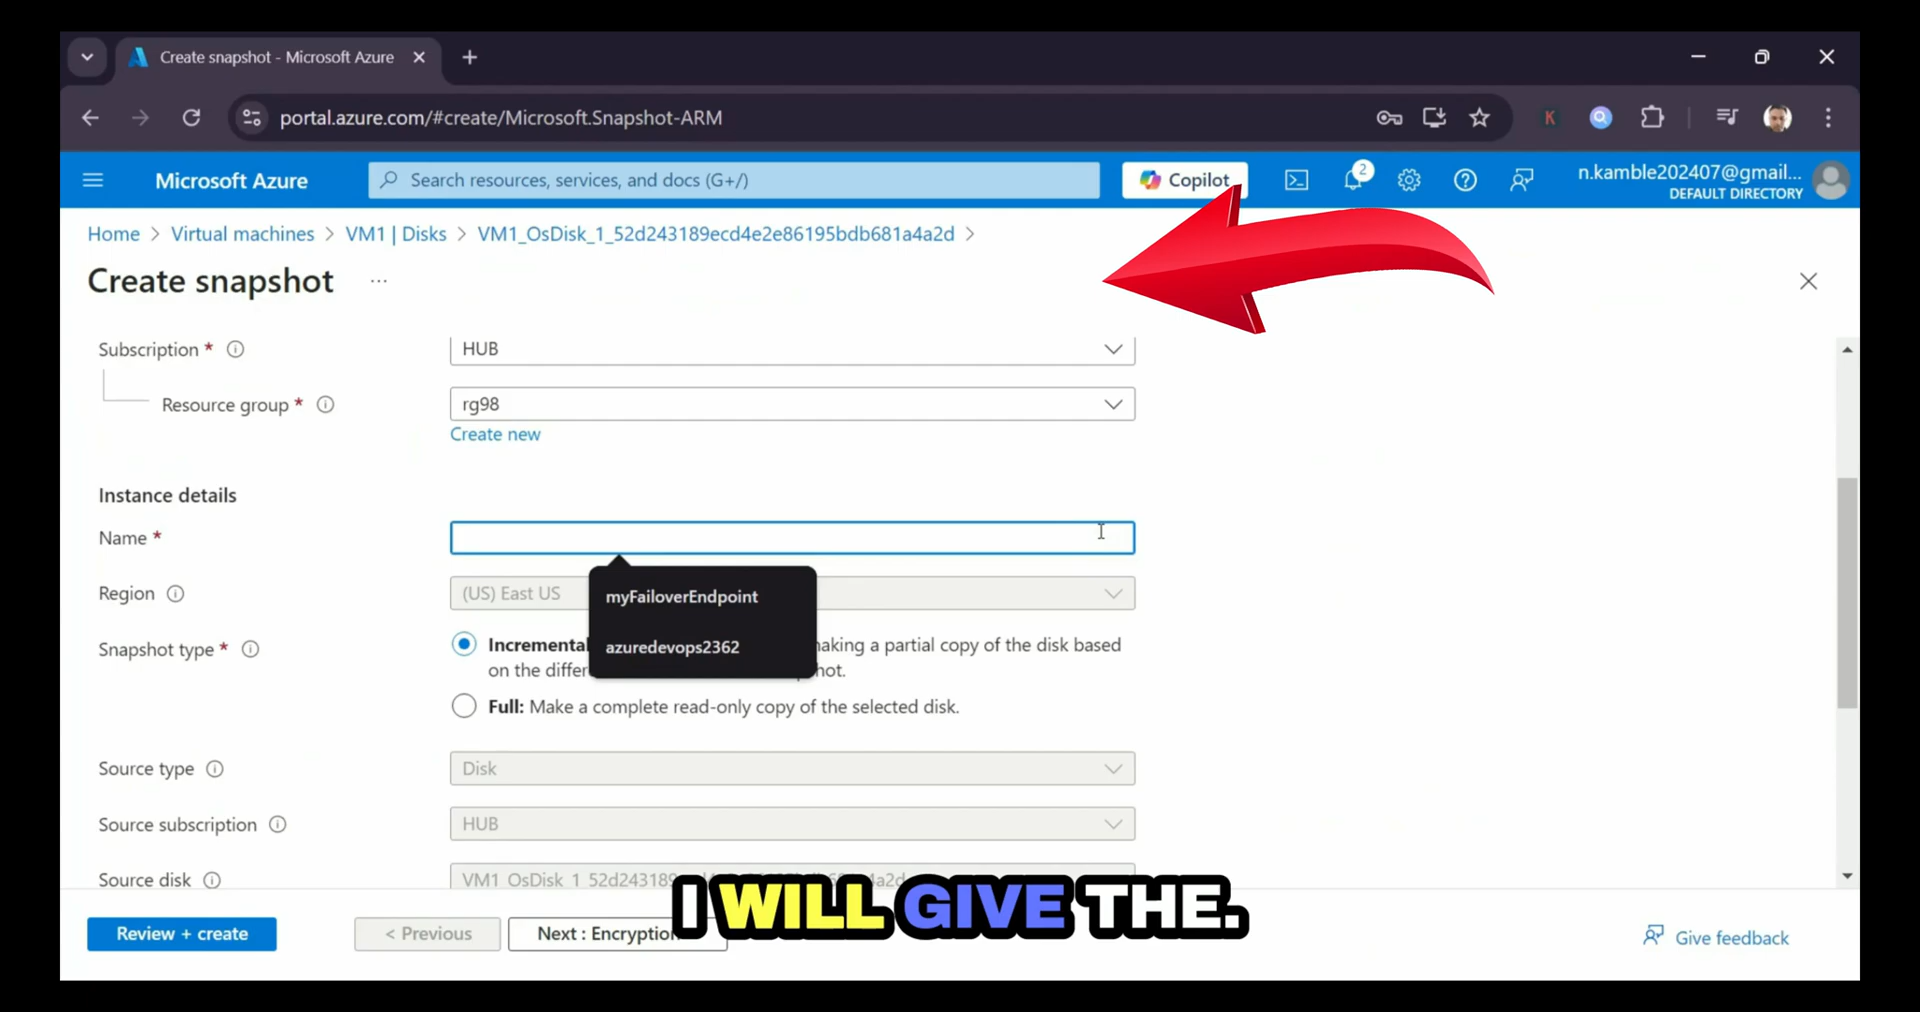 Create snapshot - Microsoft Azure
portal.azure.com/#create/Microsoft.Snapshot-ARM
K
Microsoft Azure
Search resources, services, and docs (G+/)
Copilot
2
n.kamble202407@gmail...
DEFAULT DIRECTORY
Home > Virtual machines > VM1 | Disks > VM1_OsDisk_1_52d243189ecd4e2e86195bdb681a4a2d >
Create snapshot ...
Subscription * HUB
Resource group * rg98
Create new
Instance details
Name *
Region (US) East US
myFailoverEndpoint
azuredevops2362
Snapshot type * Incremental making a partial copy of the disk based
on the differ
Full: Make a complete read-only copy of the selected disk.
Source type Disk
Source subscription HUB
Source disk VM1_OsDisk_1_52d243189
Review + create
< Previous
Next : Encryption
I WILL GIVE THE.
Give feedback